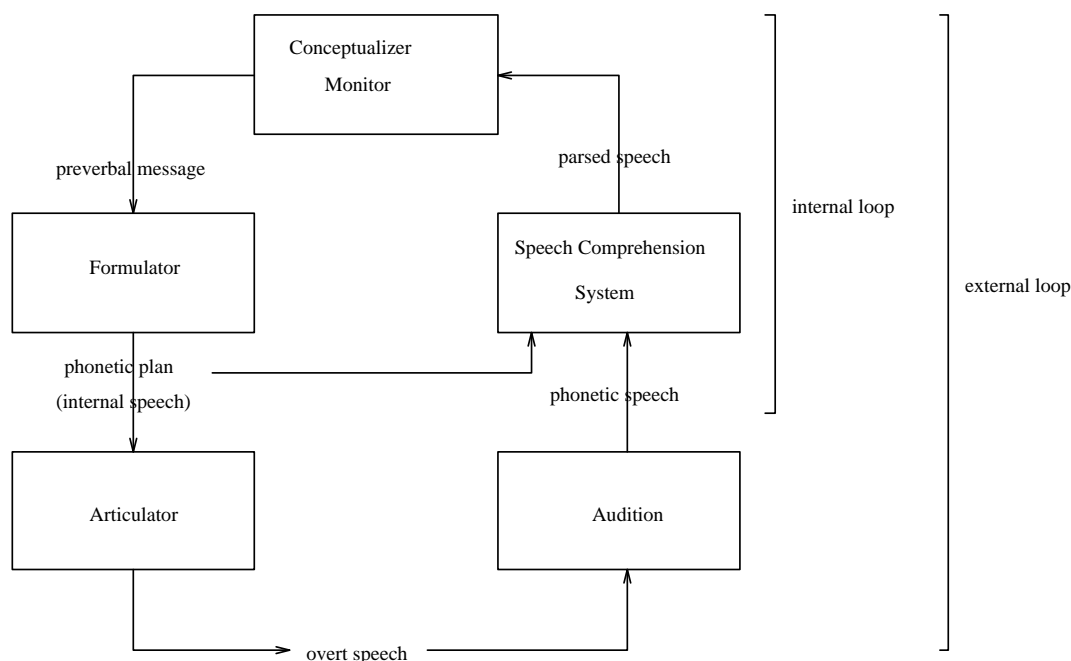 Conceptualizer
Monitor
preverbal message
parsed speech
internal loop
Formulator
Speech Comprehension
System
external loop
phonetic plan
(internal speech)
phonetic speech
Articulator
Audition
overt speech